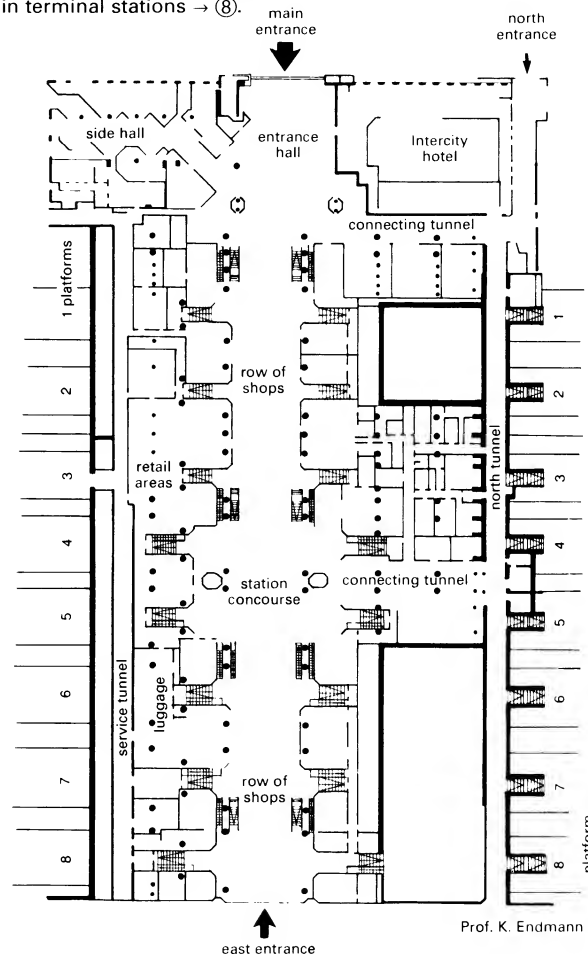 in terminal stations → ⑧.
main
entrance
north
entrance
side hall
entrance
hall
Intercity
hotel
connecting tunnel
1 platforms
1
row of
shops
2
2
north tunnel
3
retail
areas
3
4
4
station
concourse
connecting tunnel
5
5
service tunnel
luggage
6
6
7
row of
shops
7
8
8
platform
Prof. K. Endmann
east entrance